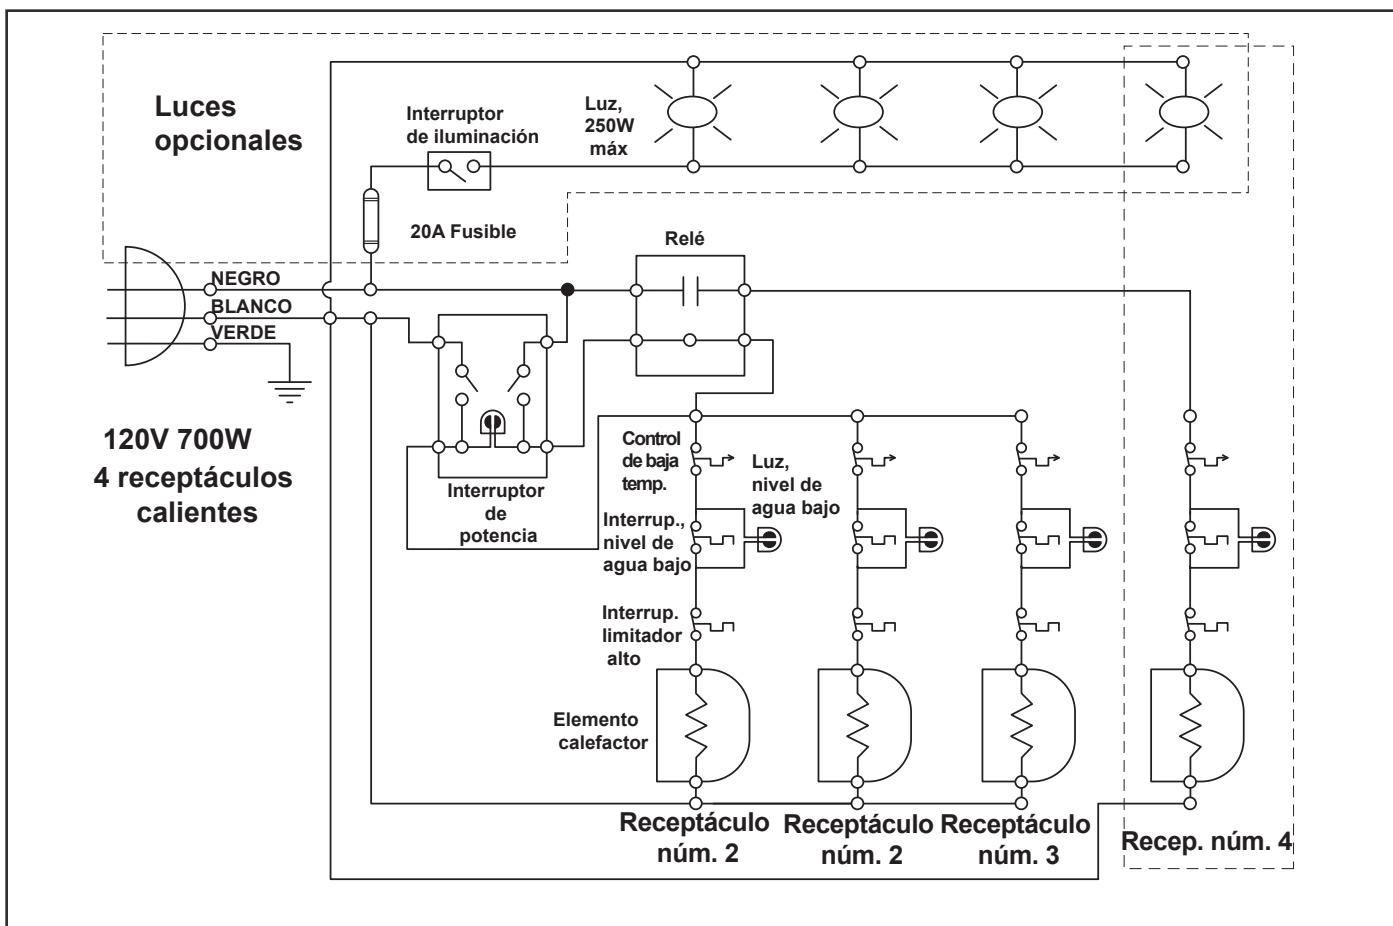 Luces
opcionales
Interruptor
de iluminación
Luz,
250W
máx
20A Fusible
Relé
NEGRO
BLANCO
VERDE
120V 700W
4 receptáculos
calientes
Interruptor
de
potencia
Control
de baja
temp.
Luz,
nivel de
agua bajo
Interrup.,
nivel de
agua bajo
Interrup.
limitador
alto
Elemento
calefactor
Receptáculo
núm. 2
Receptáculo
núm. 2
Receptáculo
núm. 3
Recep. núm. 4